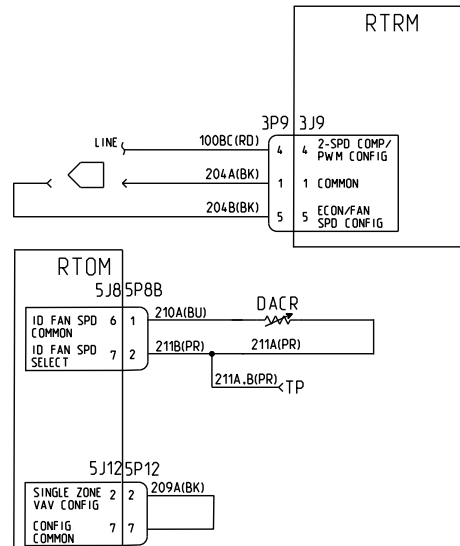 RTRM
3P9 3J9
LINE 100BC(RD) 4 4 2-SPD COMP/
PWM CONFIG
204A(BK) 1 1 COMMON
204B(BK) 5 5 ECON/FAN
SPD CONFIG
RTOM
5J8 5P8B
DACR
ID FAN SPD 6 1 210A(BU)
COMMON
ID FAN SPD 7 2 211B(PR) 211A(PR)
SELECT
211A.B(PR) TP
5J12 5P12
SINGLE ZONE 2 2 209A(BK)
VAV CONFIG
CONFIG 7 7
COMMON